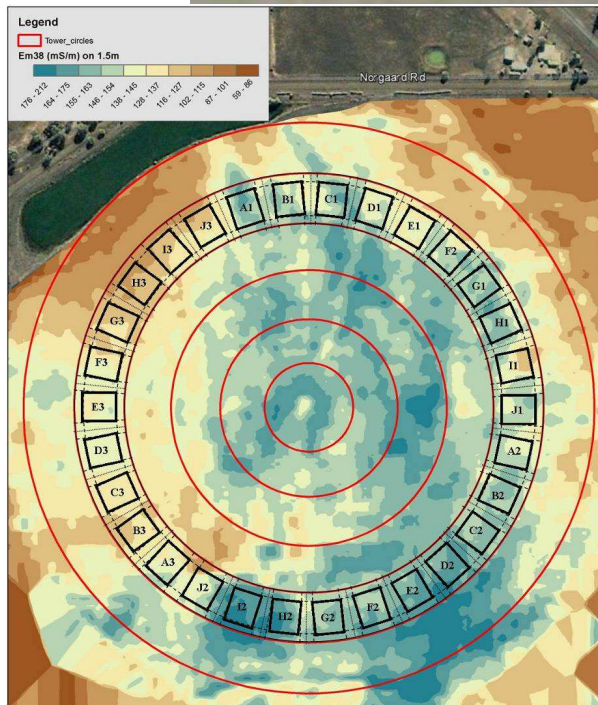 Legend
Tower_circles
Em38 (mS/m) on 1.5m
176 - 212
164 - 175
155 - 163
146 - 154
138 - 145
128 - 137
116 - 127
102 - 115
87 - 101
59 - 86
Norgaard Rd
A1
B1
C1
D1
E1
F2
G1
H1
I1
J1
A2
B2
C2
D2
E2
F2
G2
H2
I2
J2
A3
B3
C3
D3
E3
F3
G3
H3
I3
J3